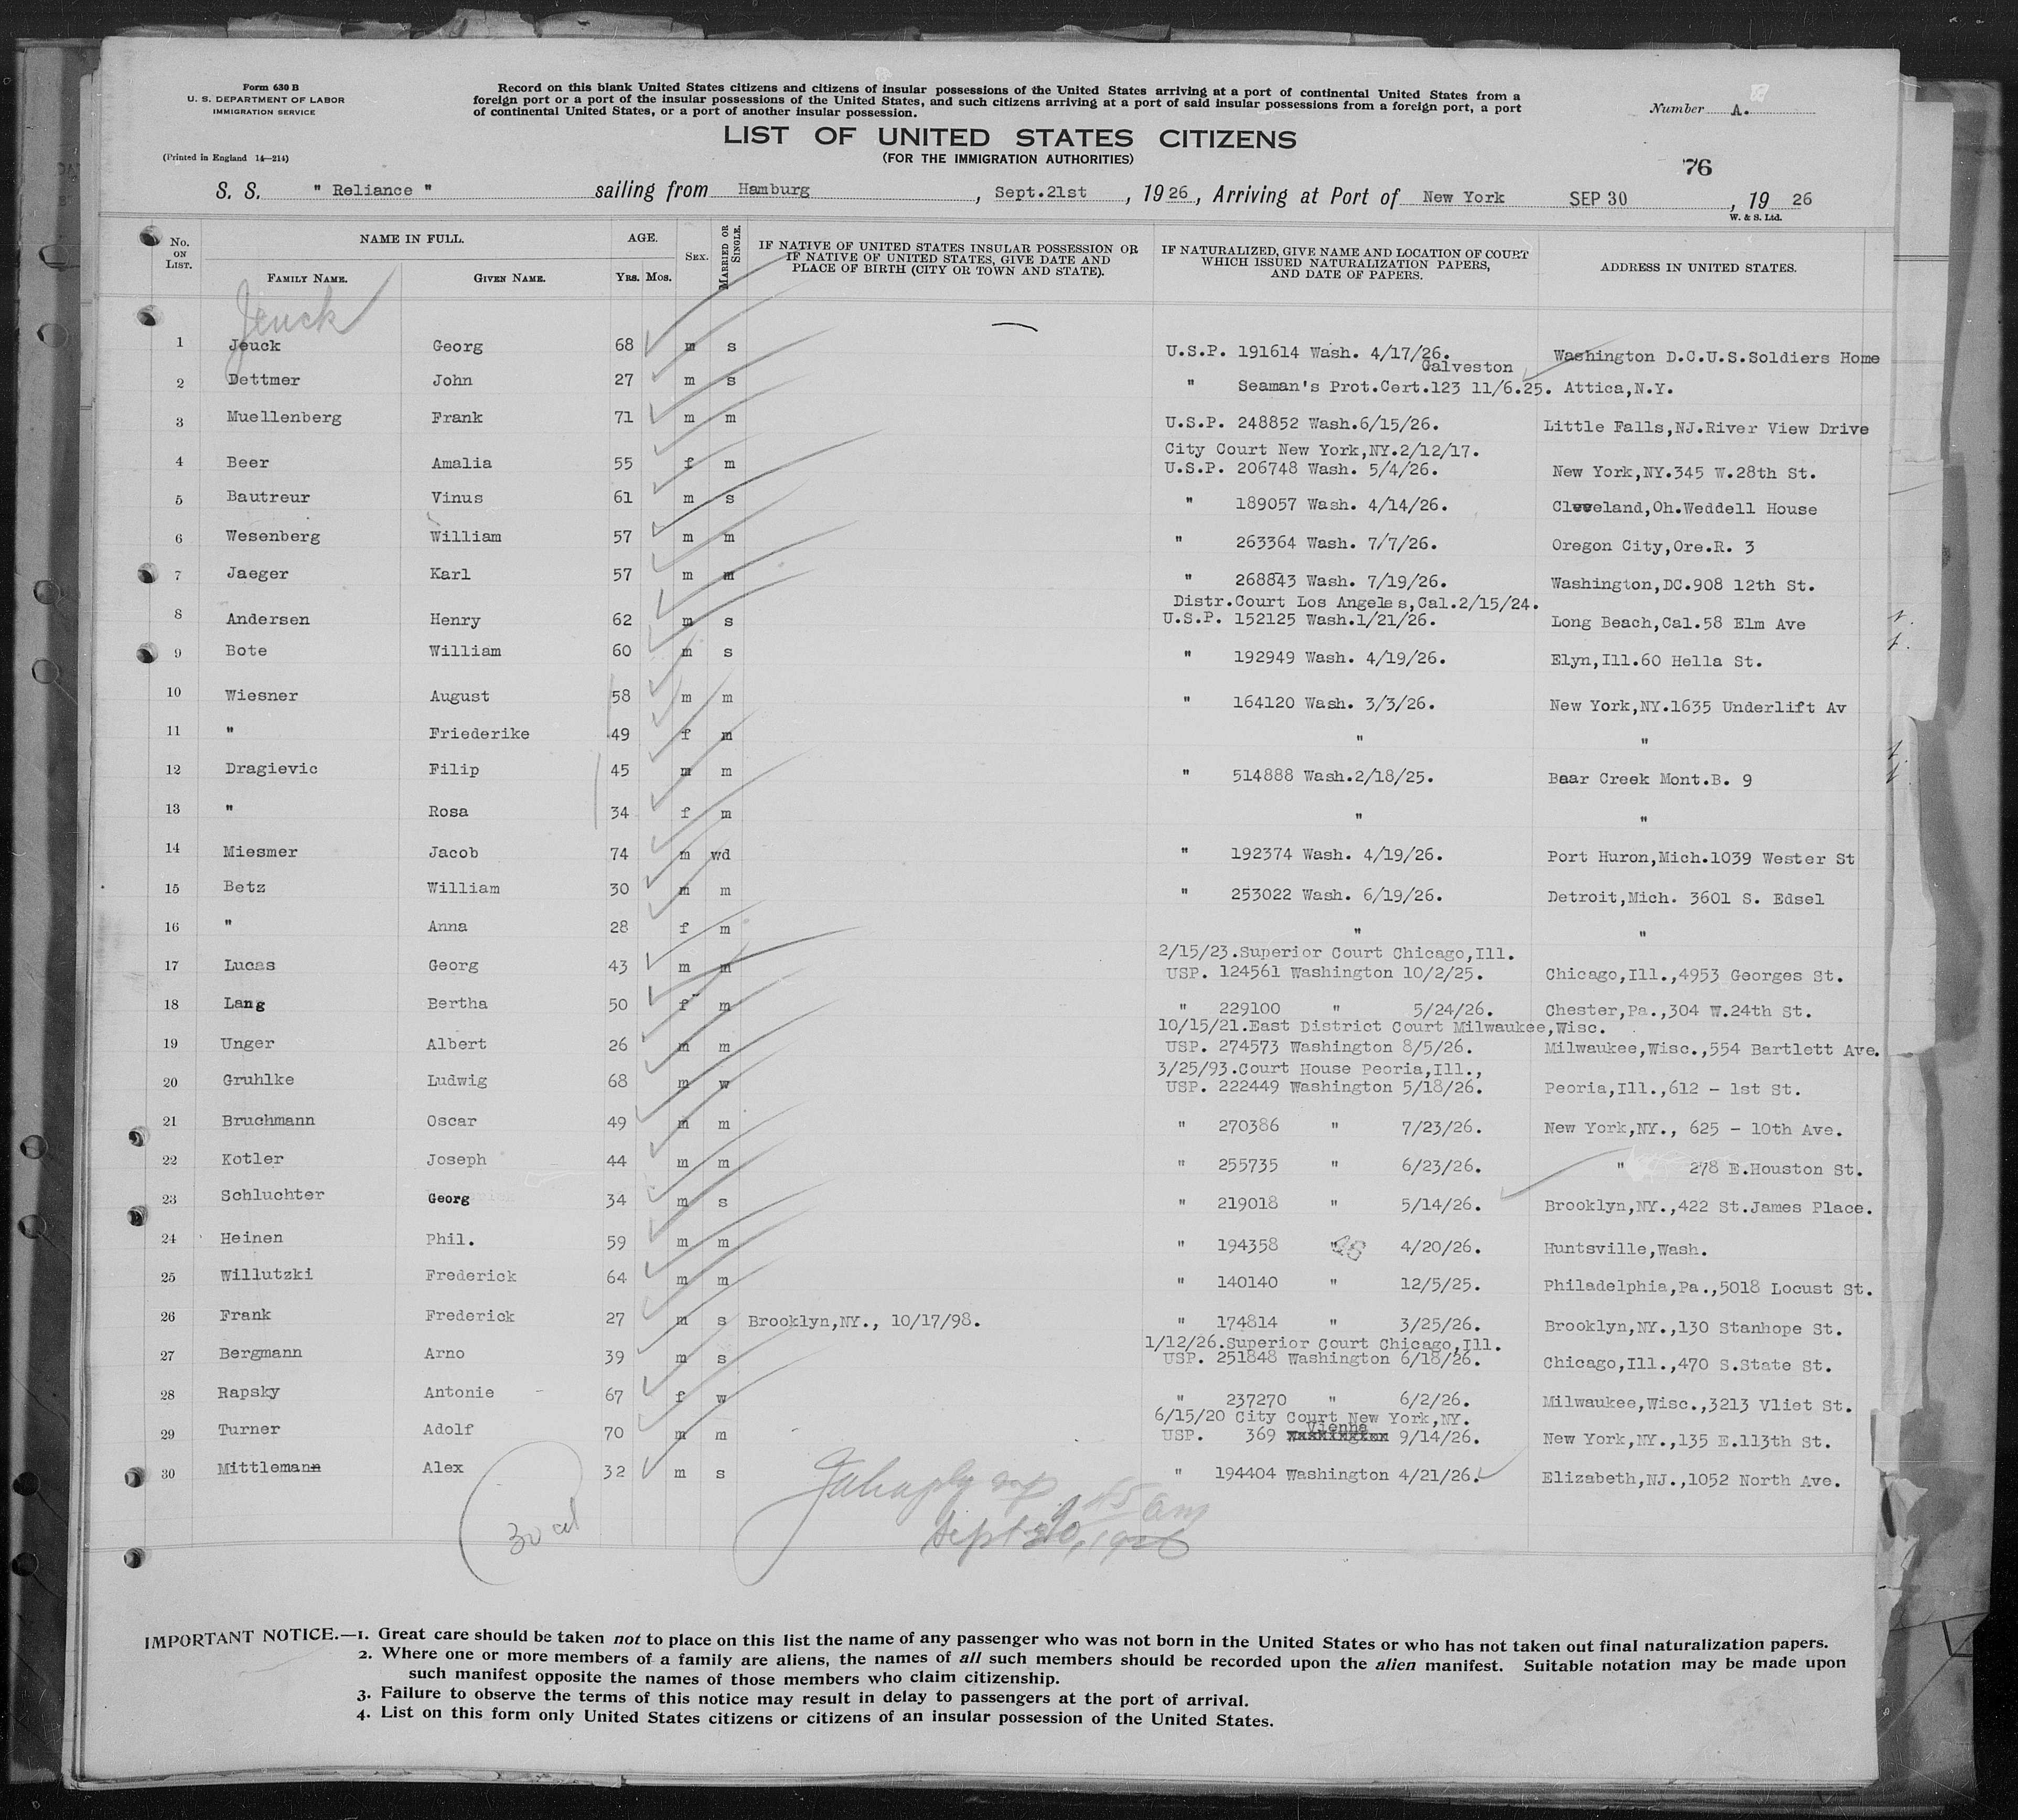 Form 630 B
U. S. DEPARTMENT OF LABOR
IMMIGRATION SERVICE
(Printed in England 14—214)
Record on this blank United States citizens and citizens of insular possessions of the United States arriving at a port of continental United States from a
foreign port or a port of the insular possessions of the United States, and such citizens arriving at a port of said insular possessions from a foreign port, a port
of continental United States, or a port of another insular possession.
Number A.
LIST OF UNITED STATES CITIZENS
(FOR THE IMMIGRATION AUTHORITIES)
76
S. S. " Reliance " sailing from Hamburg, Sept.21st, 1926, Arriving at Port of New York SEP 30, 1926
W. & S. Ltd.
No. ON LIST. NAME IN FULL. FAMILY NAME. GIVEN NAME. AGE. Yrs. Mos. SEX. MARRIED OR SINGLE. IF NATIVE OF UNITED STATES INSULAR POSSESSION OR IF NATIVE OF UNITED STATES, GIVE DATE AND PLACE OF BIRTH (CITY OR TOWN AND STATE). IF NATURALIZED, GIVE NAME AND LOCATION OF COURT WHICH ISSUED NATURALIZATION PAPERS, AND DATE OF PAPERS. ADDRESS IN UNITED STATES.
Jeuck
1 Jeuck Georg 68 m s U.S.P. 191614 Wash. 4/17/26. Washington D.C.U.S.Soldiers Home
Galveston
2 Dettmer John 27 m s " Seaman's Prot.Cert.123 11/6.25. Attica,N.Y.
3 Muellenberg Frank 71 m m U.S.P. 248852 Wash.6/15/26. Little Falls,NJ.River View Drive
City Court New York,NY.2/12/17.
4 Beer Amalia 55 f m U.S.P. 206748 Wash. 5/4/26. New York,NY.345 W.28th St.
5 Bautreur Vinus 61 m s " 189057 Wash. 4/14/26. Cleveland,Oh.Weddell House
6 Wesenberg William 57 m m " 263364 Wash. 7/7/26. Oregon City,Ore.R. 3
7 Jaeger Karl 57 m m " 268843 Wash. 7/19/26. Washington,DC.908 12th St.
Distr.Court Los Angeles,Cal.2/15/24.
8 Andersen Henry 62 m s U.S.P. 152125 Wash.1/21/26. Long Beach,Cal.58 Elm Ave
9 Bote William 60 m s " 192949 Wash. 4/19/26. Elyn,Ill.60 Hella St.
10 Wiesner August 58 m m " 164120 Wash. 3/3/26. New York,NY.1635 Underlift Av
11 " Friederike 49 f m " "
12 Dragievic Filip 45 m m " 514888 Wash.2/18/25. Baar Creek Mont.B. 9
13 " Rosa 34 f m " "
14 Miesmer Jacob 74 m wd " 192374 Wash. 4/19/26. Port Huron,Mich.1039 Wester St
15 Betz William 30 m m " 253022 Wash. 6/19/26. Detroit,Mich. 3601 S. Edsel
16 " Anna 28 f m " "
2/15/23.Superior Court Chicago,Ill.
17 Lucas Georg 43 m m USP. 124561 Washington 10/2/25. Chicago,Ill.,4953 Georges St.
18 Lang Bertha 50 f m " 229100 " 5/24/26. Chester,Pa.,304 W.24th St.
10/15/21.East District Court Milwaukee,Wisc.
19 Unger Albert 26 m m USP. 274573 Washington 8/5/26. Milwaukee,Wisc.,554 Bartlett Ave.
3/25/93.Court House Peoria,Ill.,
20 Gruhlke Ludwig 68 m w USP. 222449 Washington 5/18/26. Peoria,Ill.,612 - 1st St.
21 Bruchmann Oscar 49 m m " 270386 " 7/23/26. New York,NY., 625 - 10th Ave.
22 Kotler Joseph 44 m m " 255735 " 6/23/26. " 278 E.Houston St.
23 Schluchter Georg 34 m s " 219018 " 5/14/26. Brooklyn,NY.,422 St.James Place.
24 Heinen Phil. 59 m m " 194358 " 4/20/26. Huntsville,Wash.
25 Willutzki Frederick 64 m m " 140140 " 12/5/25. Philadelphia,Pa.,5018 Locust St.
26 Frank Frederick 27 m s Brooklyn,NY., 10/17/98. " 174814 " 3/25/26. Brooklyn,NY.,130 Stanhope St.
1/12/26.Superior Court Chicago,Ill.
27 Bergmann Arno 39 m s USP. 251848 Washington 6/18/26. Chicago,Ill.,470 S.State St.
28 Rapsky Antonie 67 f w " 237270 " 6/2/26. Milwaukee,Wisc.,3213 Vliet St.
6/15/20 City Court New York,NY.
Vienna
29 Turner Adolf 70 m m USP. 369 9/14/26. New York,NY.,135 E.113th St.
30 Mittlemann Alex 32 m s " 194404 Washington 4/21/26. Elizabeth,NJ.,1052 North Ave.
45 am
Sept 30, 1926
IMPORTANT NOTICE.—1. Great care should be taken not to place on this list the name of any passenger who was not born in the United States or who has not taken out final naturalization papers.
2. Where one or more members of a family are aliens, the names of all such members should be recorded upon the alien manifest. Suitable notation may be made upon
such manifest opposite the names of those members who claim citizenship.
3. Failure to observe the terms of this notice may result in delay to passengers at the port of arrival.
4. List on this form only United States citizens or citizens of an insular possession of the United States.